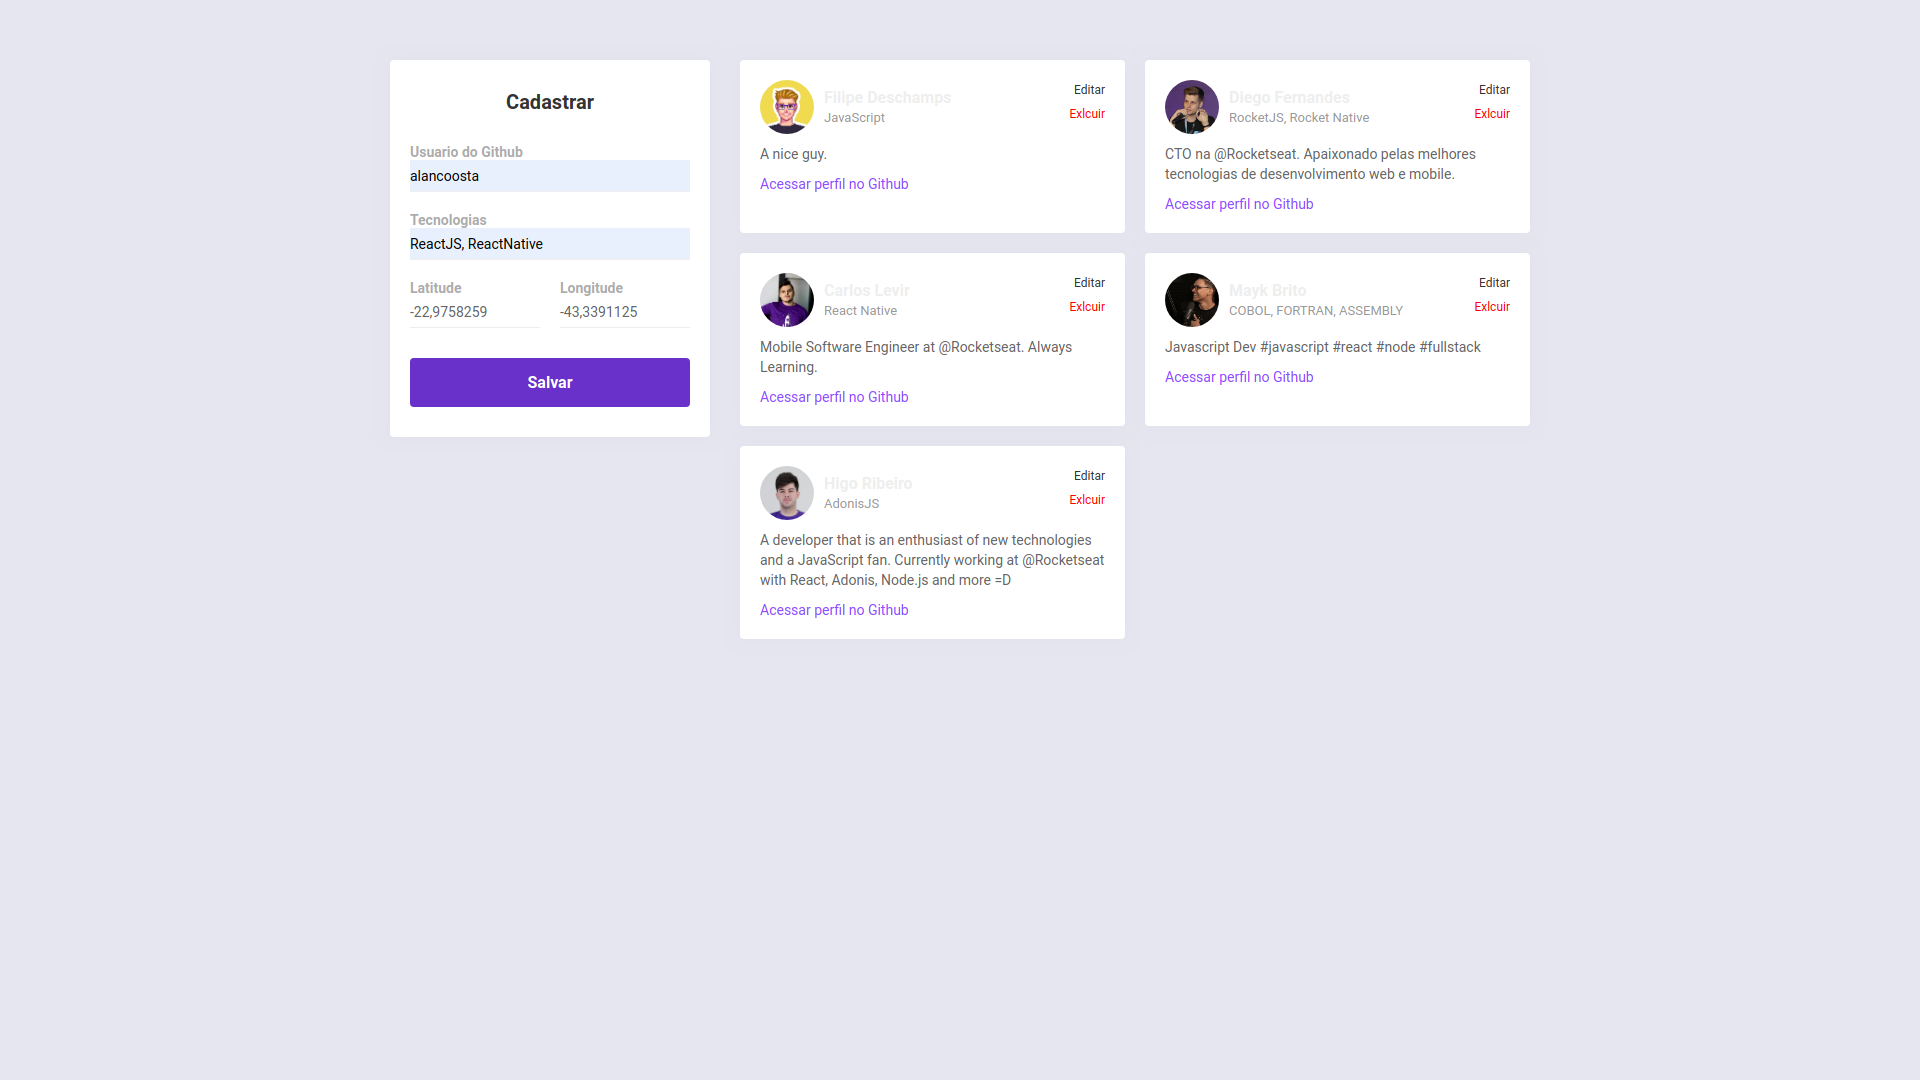 Cadastrar
Usuario do Github
alancoosta
Tecnologias
ReactJS, ReactNative
Latitude
-22,9758259
Longitude
-43,3391125
Salvar
Filipe Deschamps
JavaScript
Editar
Exlcuir
A nice guy.
Acessar perfil no Github
Diego Fernandes
RocketJS, Rocket Native
Editar
Exlcuir
CTO na @Rocketseat. Apaixonado pelas melhores
tecnologias de desenvolvimento web e mobile.
Acessar perfil no Github
Carlos Levir
React Native
Editar
Exlcuir
Mobile Software Engineer at @Rocketseat. Always
Learning.
Acessar perfil no Github
Mayk Brito
COBOL, FORTRAN, ASSEMBLY
Editar
Exlcuir
Javascript Dev #javascript #react #node #fullstack
Acessar perfil no Github
Higo Ribeiro
AdonisJS
Editar
Exlcuir
A developer that is an enthusiast of new technologies
and a JavaScript fan. Currently working at @Rocketseat
with React, Adonis, Node.js and more =D
Acessar perfil no Github